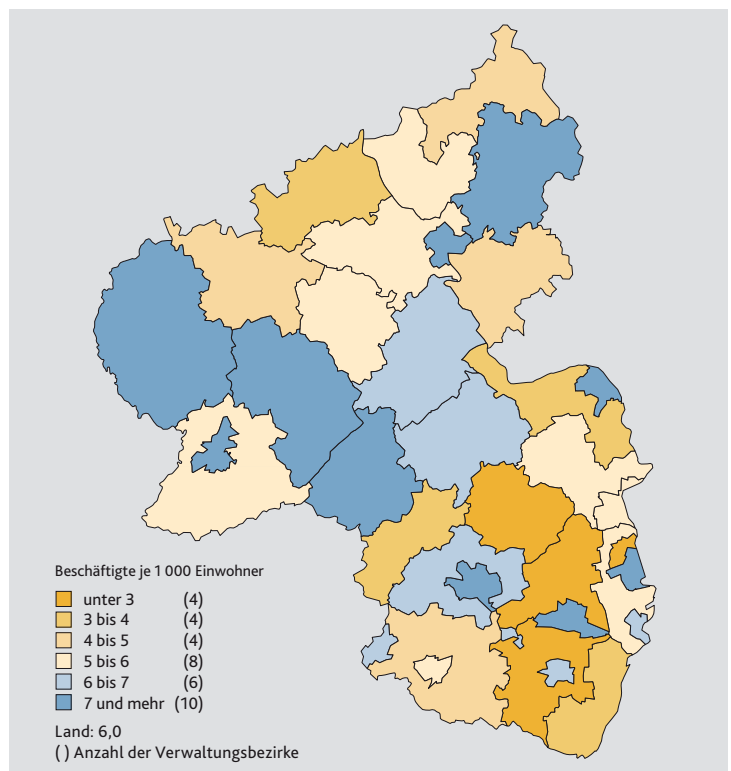 Beschäftigte je 1 000 Einwohner
unter 3 (4)
3 bis 4 (4)
4 bis 5 (4)
5 bis 6 (8)
6 bis 7 (6)
7 und mehr (10)
Land: 6,0
( ) Anzahl der Verwaltungsbezirke